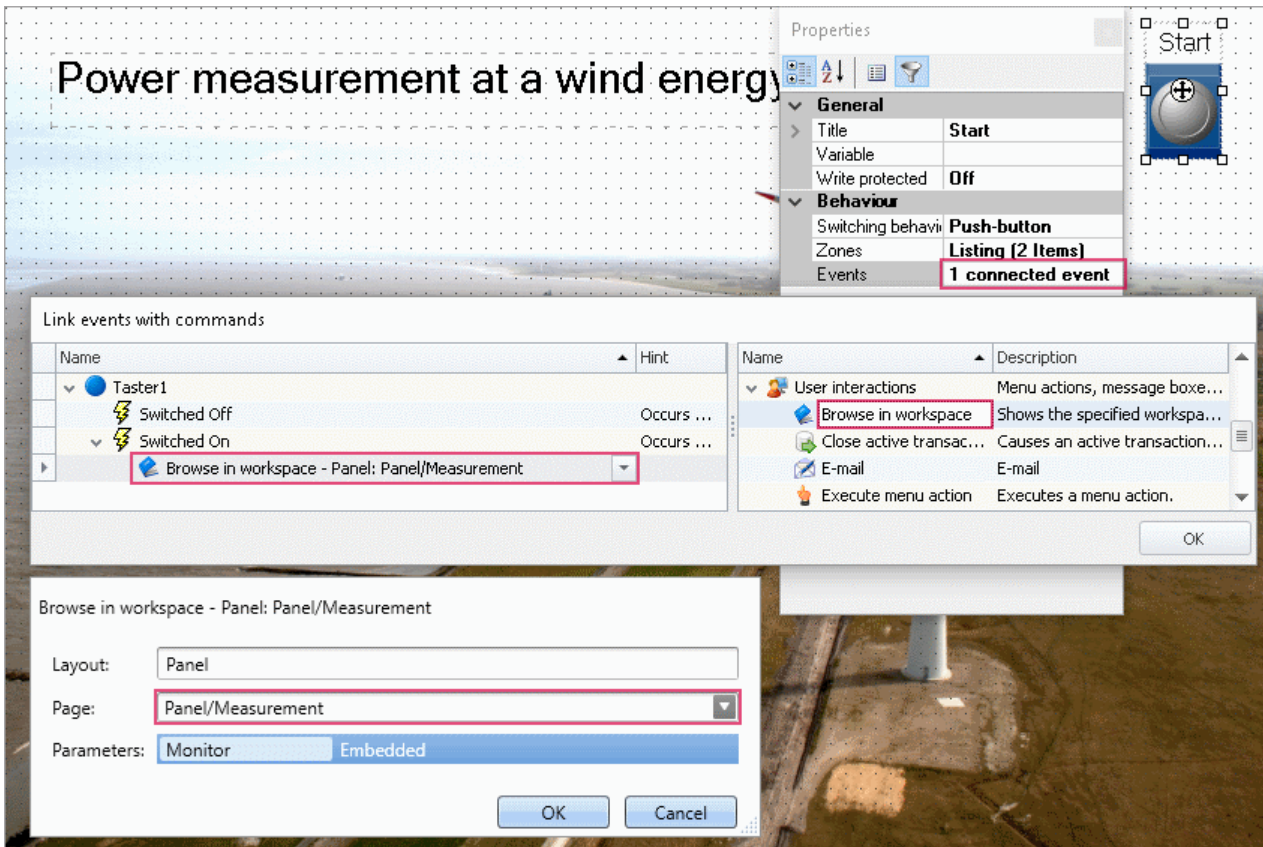 Properties
Start
Power measurement at a wind energy
General
Title Start
Variable
Write protected Off
Behaviour
Switching behavi Push-button
Zones Listing (2 Items)
Events 1 connected event
Link events with commands
Name Hint
Taster1
Switched Off Occurs ...
Switched On Occurs ...
Browse in workspace - Panel: Panel/Measurement
Name Description
User interactions Menu actions, message boxe...
Browse in workspace Shows the specified workspa...
Close active transac... Causes an active transaction...
E-mail E-mail
Execute menu action Executes a menu action.
OK
Browse in workspace - Panel: Panel/Measurement
Layout: Panel
Page: Panel/Measurement
Parameters: Monitor Embedded
OK Cancel